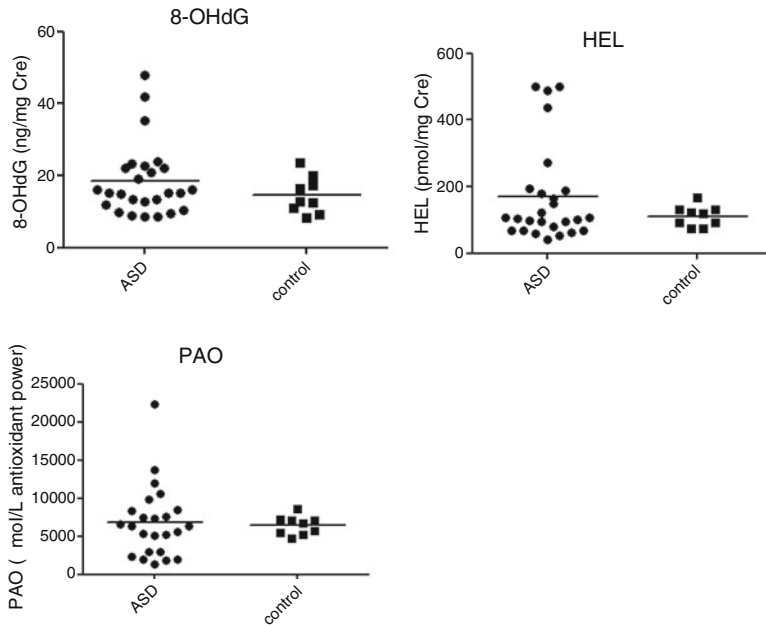 8-OHdG
8-OHdG (ng/mg Cre)
60
40
20
0
ASD
control
HEL
HEL (pmol/mg Cre)
600
400
200
0
ASD
control
PAO
PAO ( mol/L antioxidant power)
25000
20000
15000
10000
5000
0
ASD
control